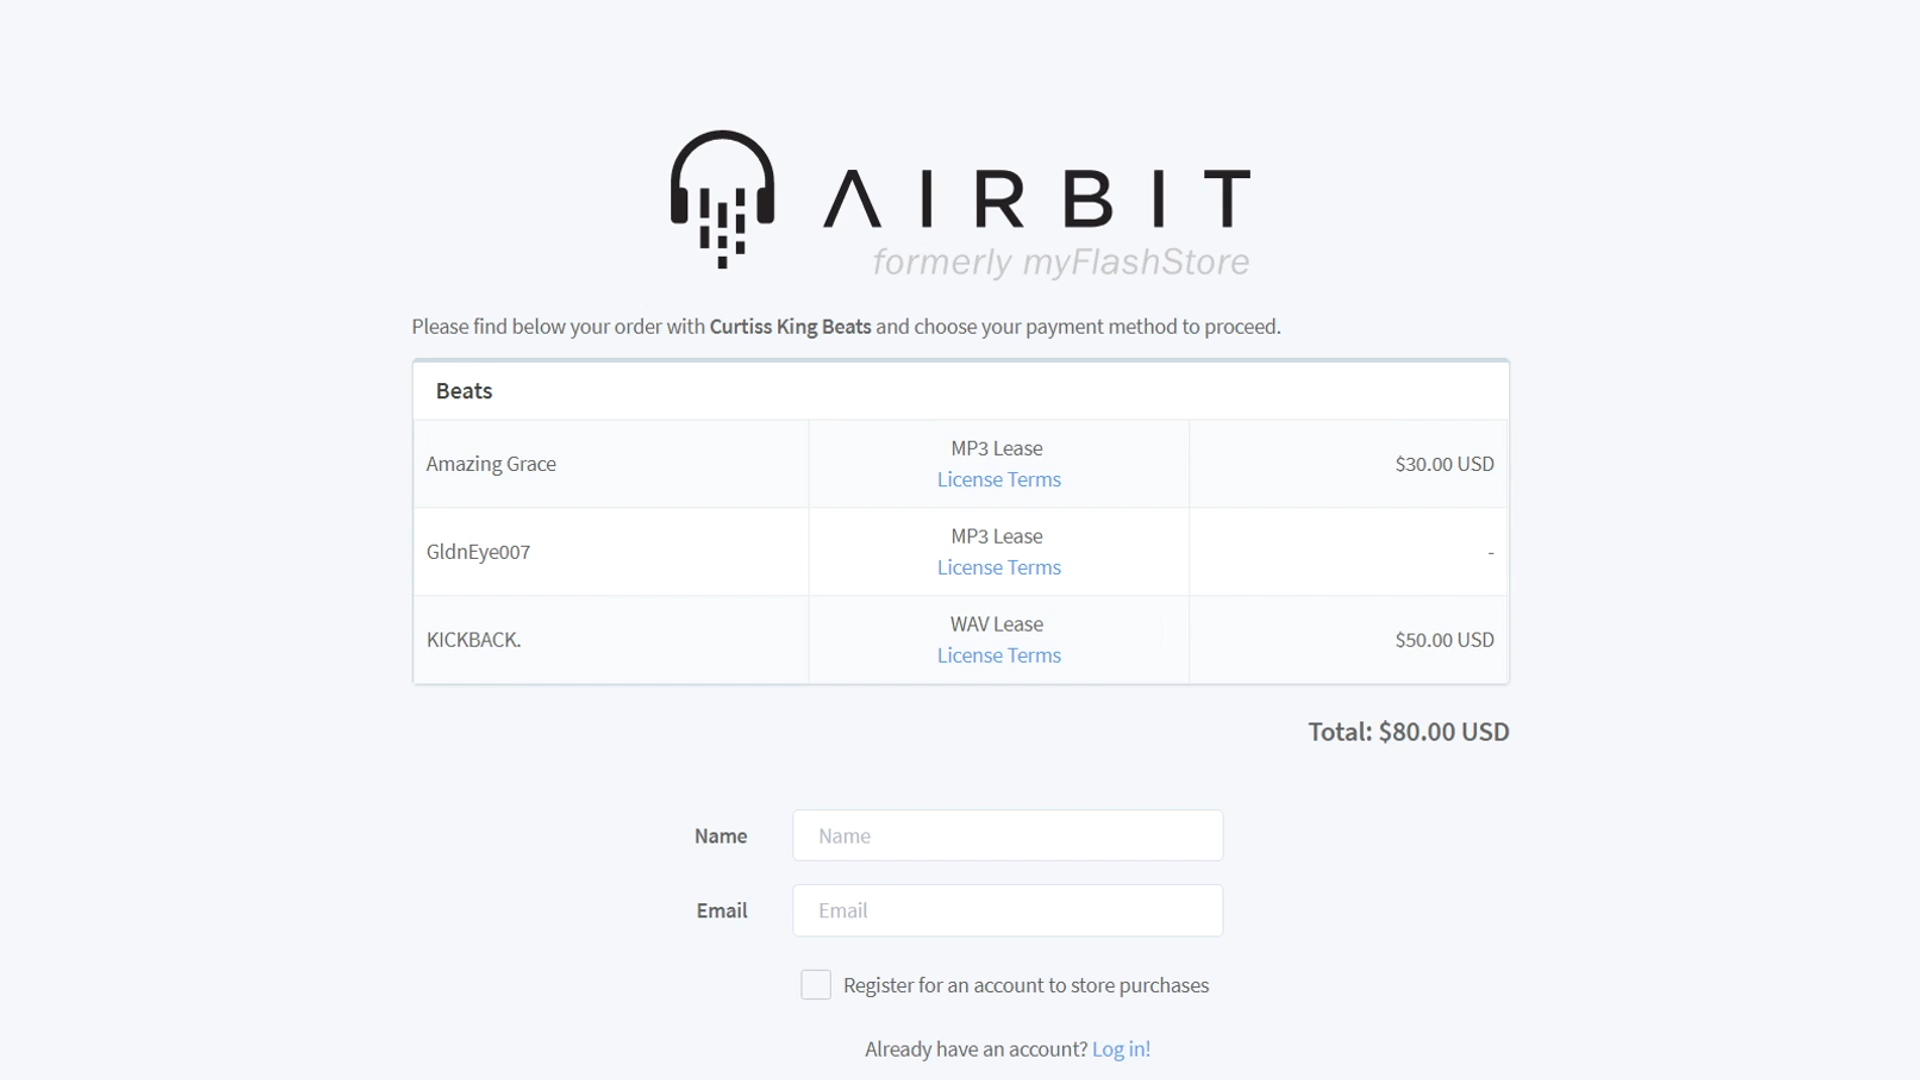 AIRBIT
formerly myFlashStore
Please find below your order with Curtiss King Beats and choose your payment method to proceed.
Beats
Amazing Grace
MP3 Lease
License Terms
$30.00 USD
GldnEye007
MP3 Lease
License Terms
-
KICKBACK.
WAV Lease
License Terms
$50.00 USD
Total: $80.00 USD
Name
Name
Email
Email
Register for an account to store purchases
Already have an account? Log in!